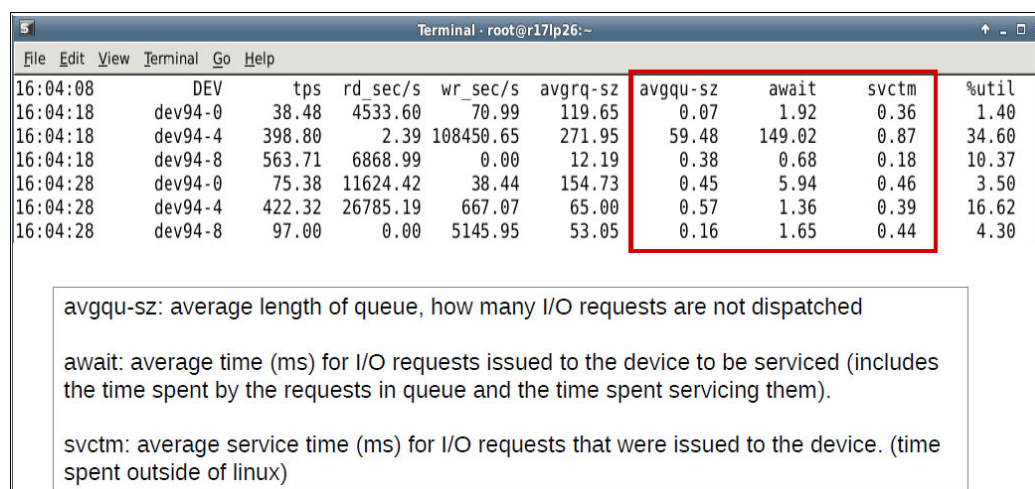 Terminal - root@r17lp26:~
File Edit View Terminal Go Help
16:04:08 DEV tps rd_sec/s wr_sec/s avgrq-sz avgqu-sz await svctm %util
16:04:18 dev94-0 38.48 4533.60 70.99 119.65 0.07 1.92 0.36 1.40
16:04:18 dev94-4 398.80 2.39 108450.65 271.95 59.48 149.02 0.87 34.60
16:04:18 dev94-8 563.71 6868.99 0.00 12.19 0.38 0.68 0.18 10.37
16:04:28 dev94-0 75.38 11624.42 38.44 154.73 0.45 5.94 0.46 3.50
16:04:28 dev94-4 422.32 26785.19 667.07 65.00 0.57 1.36 0.39 16.62
16:04:28 dev94-8 97.00 0.00 5145.95 53.05 0.16 1.65 0.44 4.30
avgqu-sz: average length of queue, how many I/O requests are not dispatched
await: average time (ms) for I/O requests issued to the device to be serviced (includes
the time spent by the requests in queue and the time spent servicing them).
svctm: average service time (ms) for I/O requests that were issued to the device. (time
spent outside of linux)